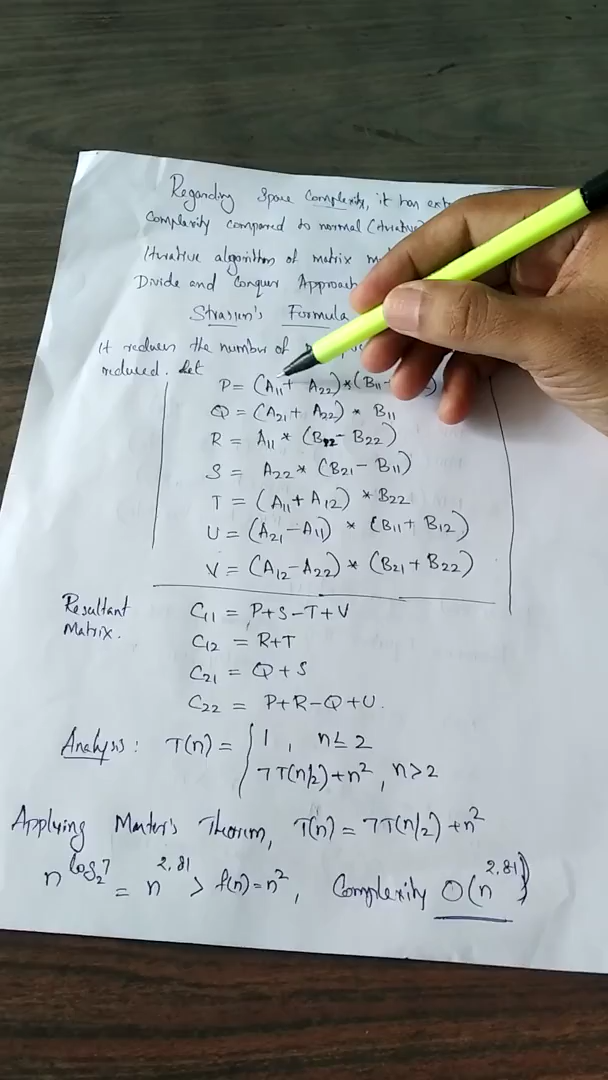 Regarding Space Complexity, it has
Complexity compared to normal (Iterative)
Iterative algorithm of matrix
Divide and Conquer Approach
Strassen's Formula
It reduces the number of
reduced. Let
P = (A11 + A22) * (B11
Q = (A21 + A22) * B11
R = A11 * (B12 - B22)
S = A22 * (B21 - B11)
T = (A11 + A12) * B22
U = (A21 - A11) * (B11 + B12)
V = (A12 - A22) * (B21 + B22)
Resultant Matrix.
C11 = P+S-T+V
C12 = R+T
C21 = Q+S
C22 = P+R-Q+U.
Analysis: T(n) = { 1, n≤2
7T(n/2)+n², n>2
Applying Master's Theorem, T(n) = 7T(n/2)+n²
n^log₂7 = n^2.81 > f(n)=n², Complexity O(n^2.81)